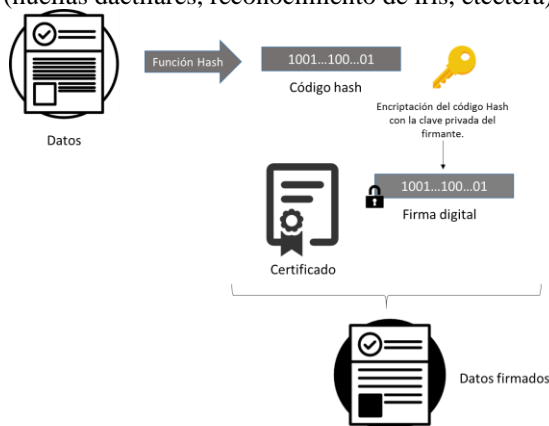 (huellas dactilares, reconocimiento de iris, etcétera)
Función Hash
1001...100...01
Código hash
Datos
Encriptación del código Hash
con la clave privada del
firmante.
1001...100...01
Firma digital
Certificado
Datos firmados